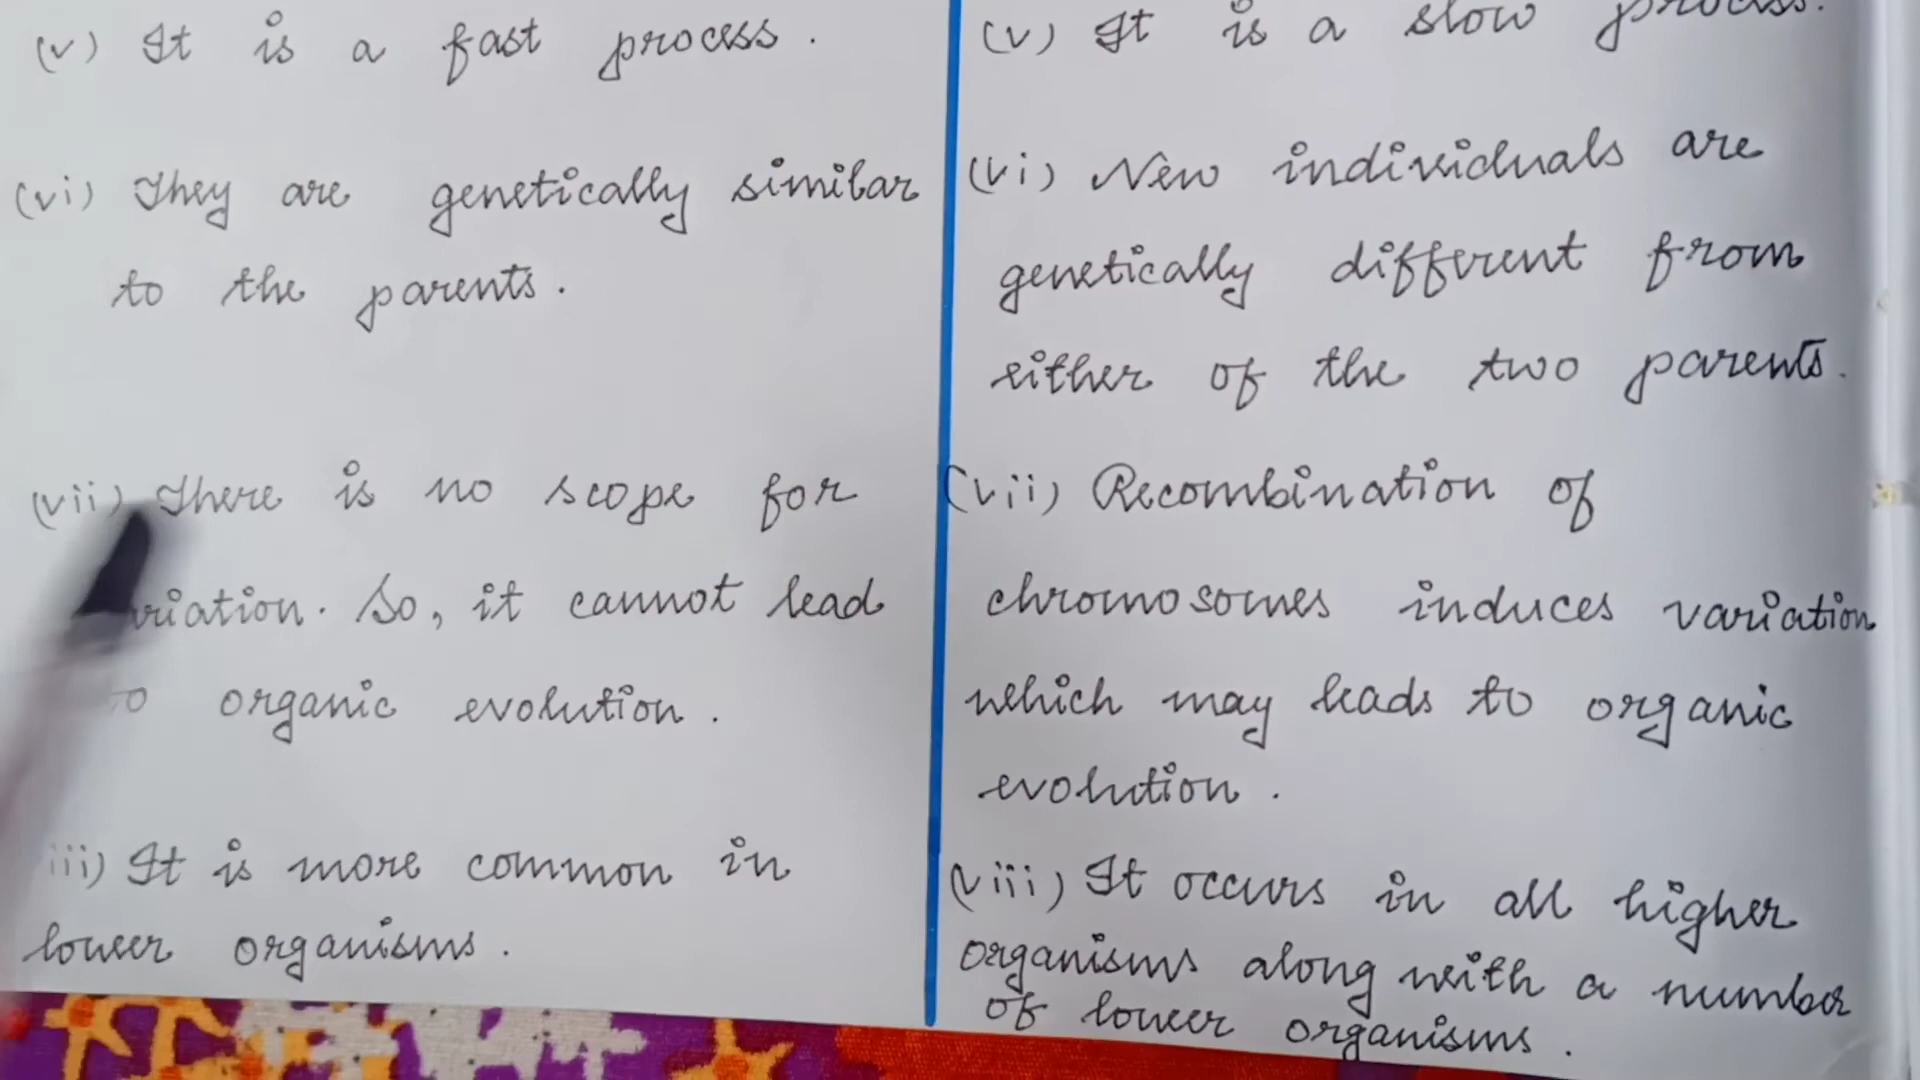 (v) It is a fast process.
(vi) They are genetically similar
to the parents.
(vii) There is no scope for
riation. So, it cannot lead
o organic evolution.
iii) It is more common in
lower organisms.
(v) It is a slow process.
(vi) New individuals are
genetically different from
either of the two parents.
(vii) Recombination of
chromosomes induces variation
which may leads to organic
evolution.
(viii) It occurs in all higher
organisms along with a number
of lower organisms.